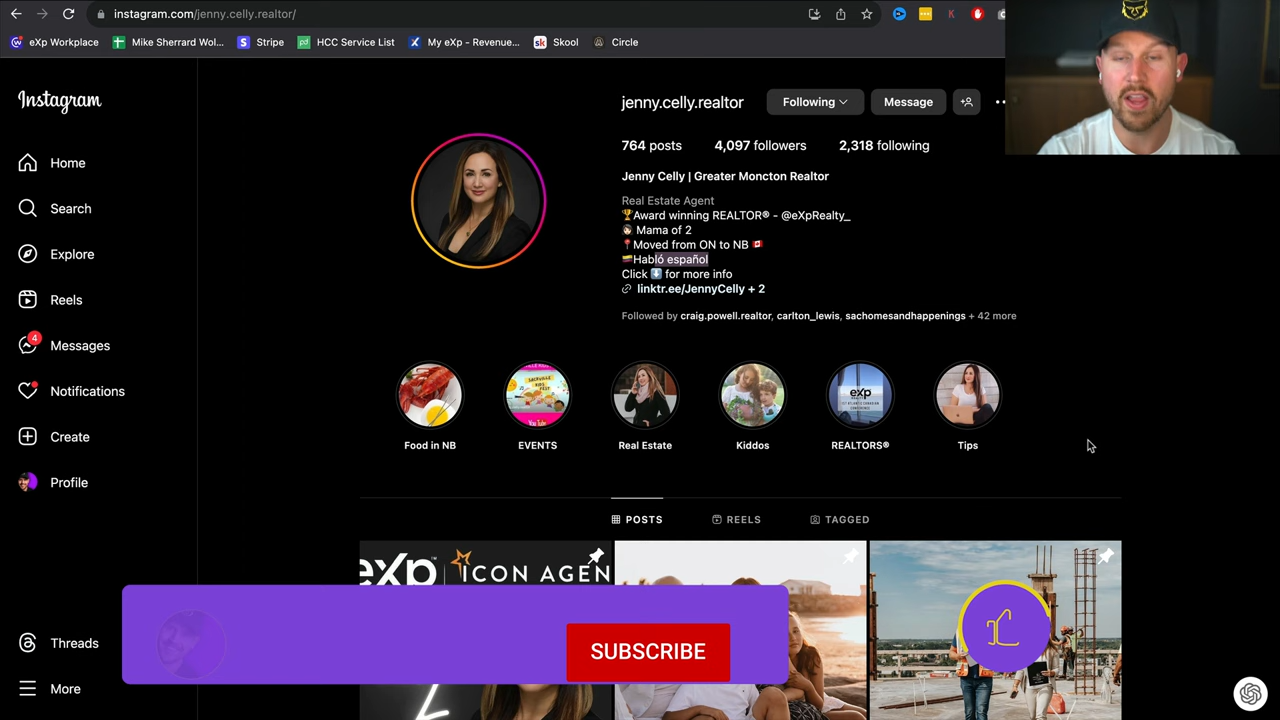 instagram.com/jenny.celly.realtor/
eXp Workplace
Mike Sherrard Wol...
Stripe
HCC Service List
My eXp - Revenue...
Skool
Circle
Instagram
Home
Search
Explore
Reels
4
Messages
Notifications
Create
Profile
Threads
More
jenny.celly.realtor
Following
Message
764 posts
4,097 followers
2,318 following
Jenny Celly | Greater Moncton Realtor
Real Estate Agent
🏆Award winning REALTOR® - @eXpRealty_
👩🏻 Mama of 2
📍Moved from ON to NB 🇨🇦
🇨🇴Habló español
Click ⬇️ for more info
linktr.ee/JennyCelly + 2
Followed by craig.powell.realtor, carlton_lewis, sachomesandhappenings + 42 more
Food in NB
EVENTS
Real Estate
Kiddos
REALTORS®
Tips
POSTS
REELS
TAGGED
eXp ICON AGEN
SUBSCRIBE